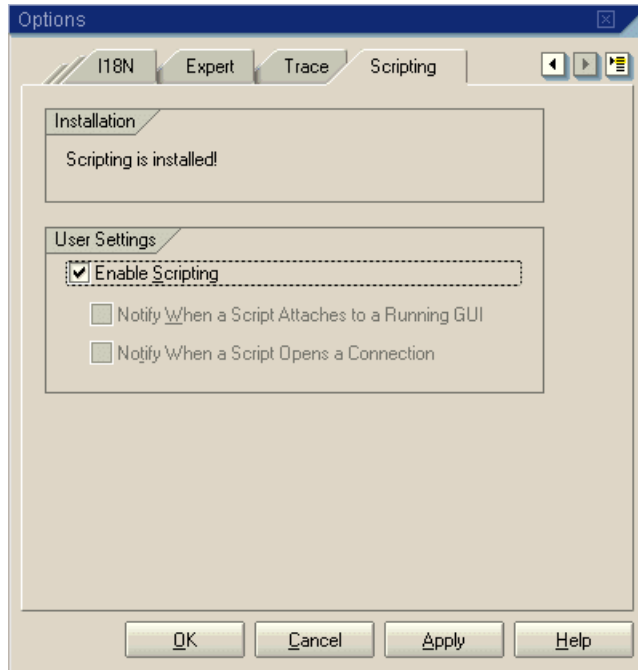 Options
I18N Expert Trace Scripting
Installation
Scripting is installed!
User Settings
Enable Scripting
Notify When a Script Attaches to a Running GUI
Notify When a Script Opens a Connection
OK Cancel Apply Help